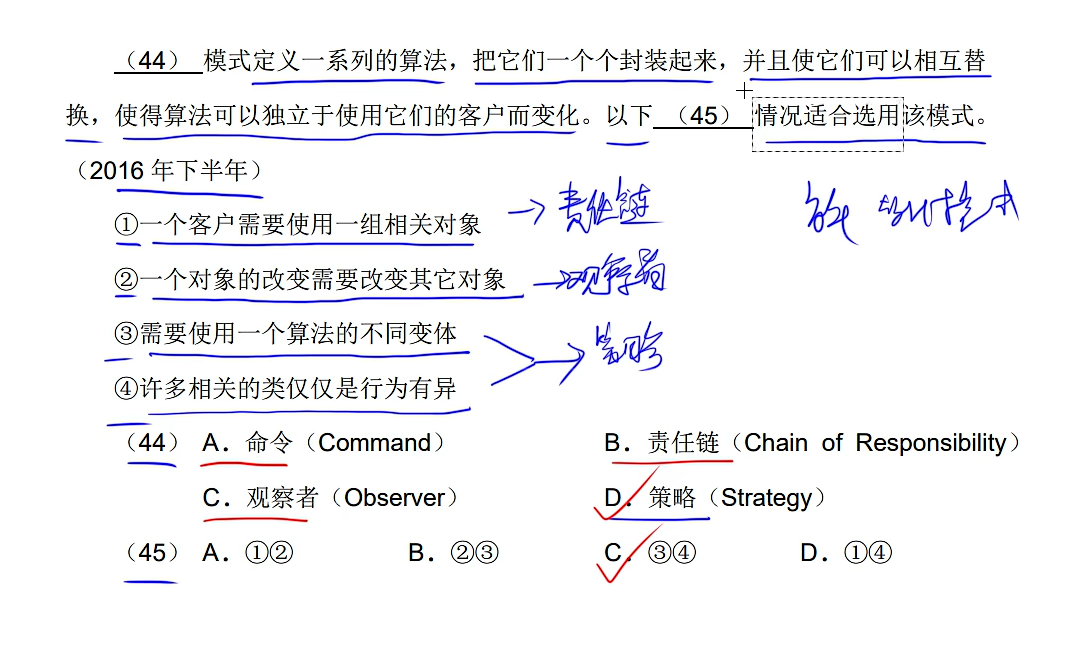 （44） 模式定义一系列的算法，把它们一个个封装起来，并且使它们可以相互替
换，使得算法可以独立于使用它们的客户而变化。以下 （45） 情况适合选用该模式。
（2016 年下半年）
①一个客户需要使用一组相关对象 责任链
②一个对象的改变需要改变其它对象 观察者
③需要使用一个算法的不同变体
策略
④许多相关的类仅仅是行为有异
（44） A．命令（Command） B．责任链（Chain of Responsibility）
C．观察者（Observer） D．策略（Strategy）
（45） A．①② B．②③ C．③④ D．①④